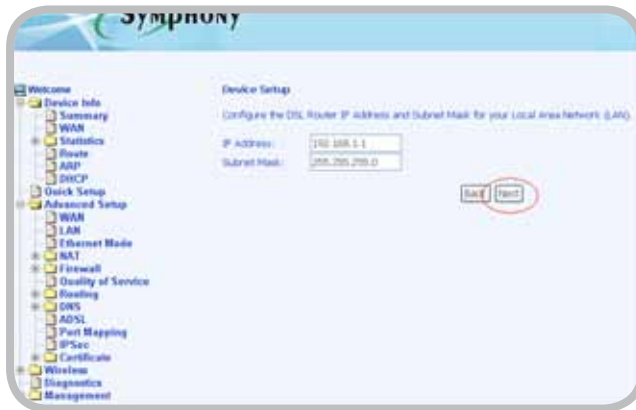 Symphony
Welcome
Device Info
Summary
WAN
Statistics
Route
ARP
DHCP
Quick Setup
Advanced Setup
WAN
LAN
Ethernet Mode
NAT
Firewall
Quality of Service
Routing
DNS
ADSL
Port Mapping
IPSec
Certificate
Wireless
Diagnostics
Management
Device Setup
Configure the DSL Router IP Address and Subnet Mask for your Local Area Network (LAN).
IP Address: 192.168.1.1
Subnet Mask: 255.255.255.0
Back Next